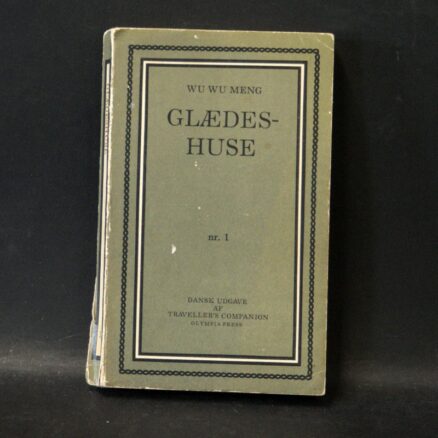 WU WU MENG
GLÆDES-
HUSE
nr. 1
DANSK UDGAVE
AF
TRAVELLER'S COMPANION
OLYMPIA PRESS